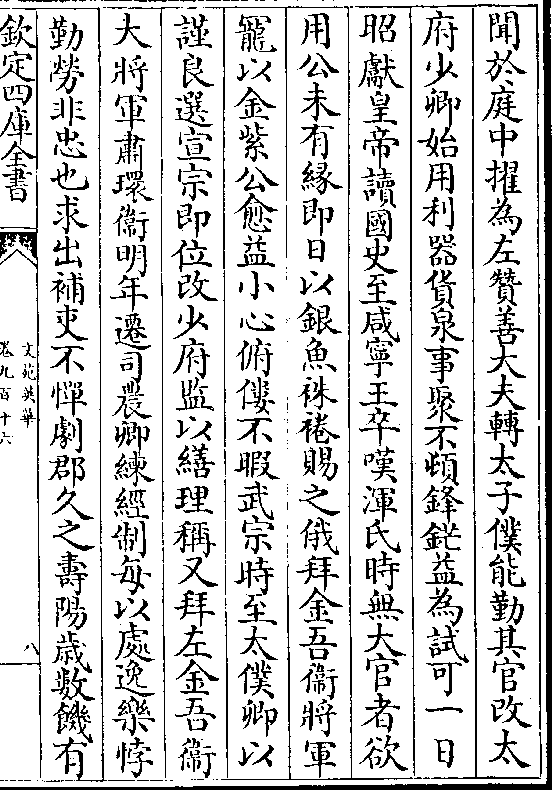 聞於庭中擢為左贊善大夫轉太子僕能勤其官改太
府少卿始用利器貨泉事聚不頓鋒鋩益為試可一日
昭獻皇帝讀國史至咸寧王卒嘆渾氏時無大官者欲
用公未有緣即日以銀魚袾褣賜之俄拜金吾衞將軍
寵以金紫公愈益小心俯僂不暇武宗時至太僕卿以
謹良選宣宗即位改少府監以繕理稱又拜左金吾衞
大將軍肅環衞明年遷司農卿練經制每以處逸樂悖
勤勞非忠也求出補吏不憚劇郡久之壽陽歳數饑有
欽定四庫全書
文苑英華
卷九百十六
八